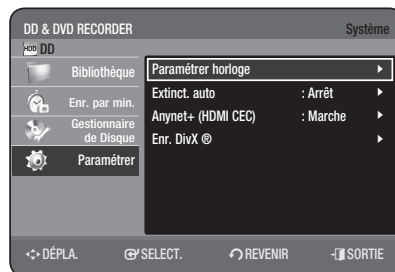 DD & DVD RECORDER
Système
HDD DD
Bibliothèque
Enr. par min.
Gestionnaire
de Disque
Paramétrer
Paramétrer horloge
Extinct. auto : Arrêt
Anynet+ (HDMI CEC) : Marche
Enr. DivX ®
DÉPLA. SELECT. REVENIR SORTIE